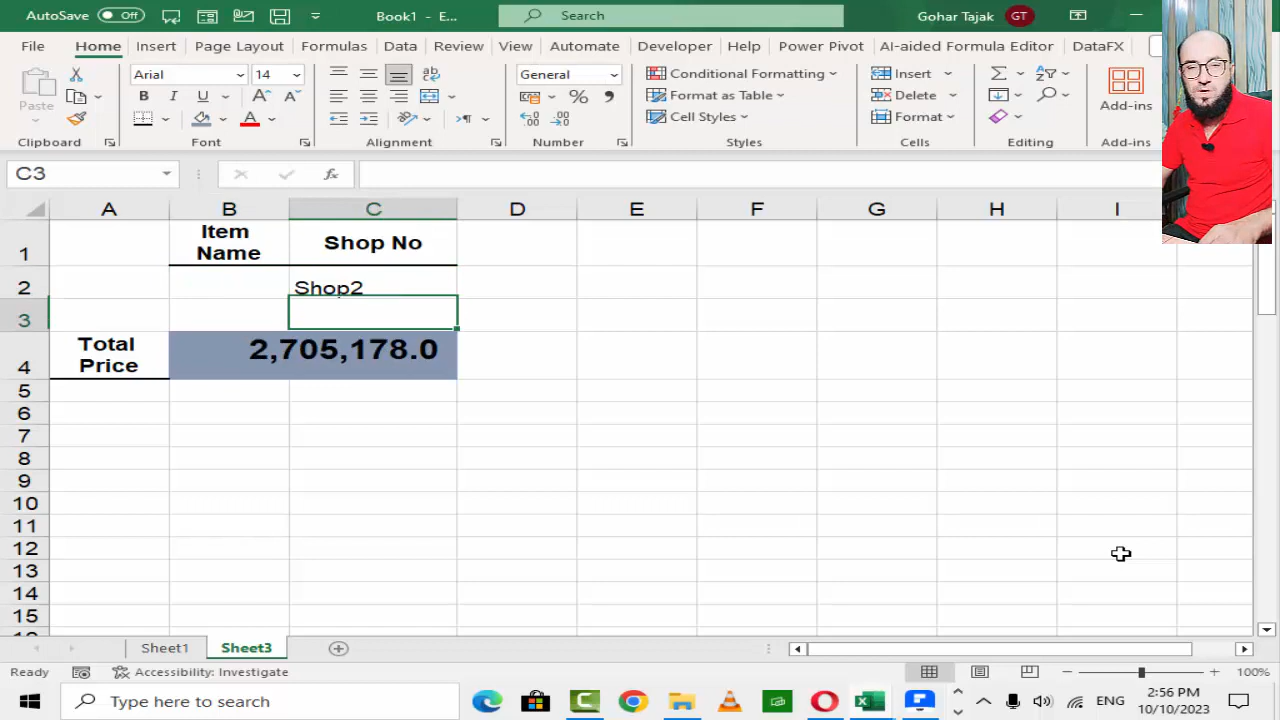 AutoSave Off Book1 - E... Search Gohar Tajak GT
File Home Insert Page Layout Formulas Data Review View Automate Developer Help Power Pivot AI-aided Formula Editor DataFX
Paste Arial 14 General Conditional Formatting Insert Add-ins
B I U A A Format as Table Delete
A Cell Styles Format
Clipboard Font Alignment Number Styles Cells Editing Add-ins
C3 fx
A B C D E F G H I
1 Item Name Shop No
2 Shop2
3
4 Total Price 2,705,178.0
5
6
7
8
9
10
11
12
13
14
15
Sheet1 Sheet3
Ready Accessibility: Investigate 100%
Type here to search ENG 2:56 PM
10/10/2023